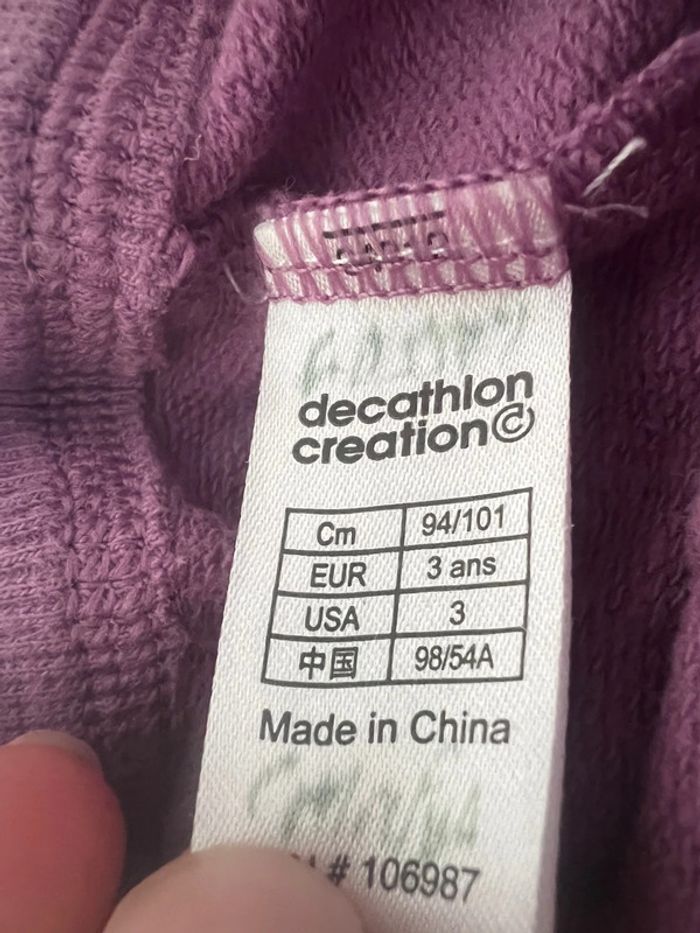 decathlon
creation©
Cm 94/101
EUR 3 ans
USA 3
中国 98/54A
Made in China
# 106987